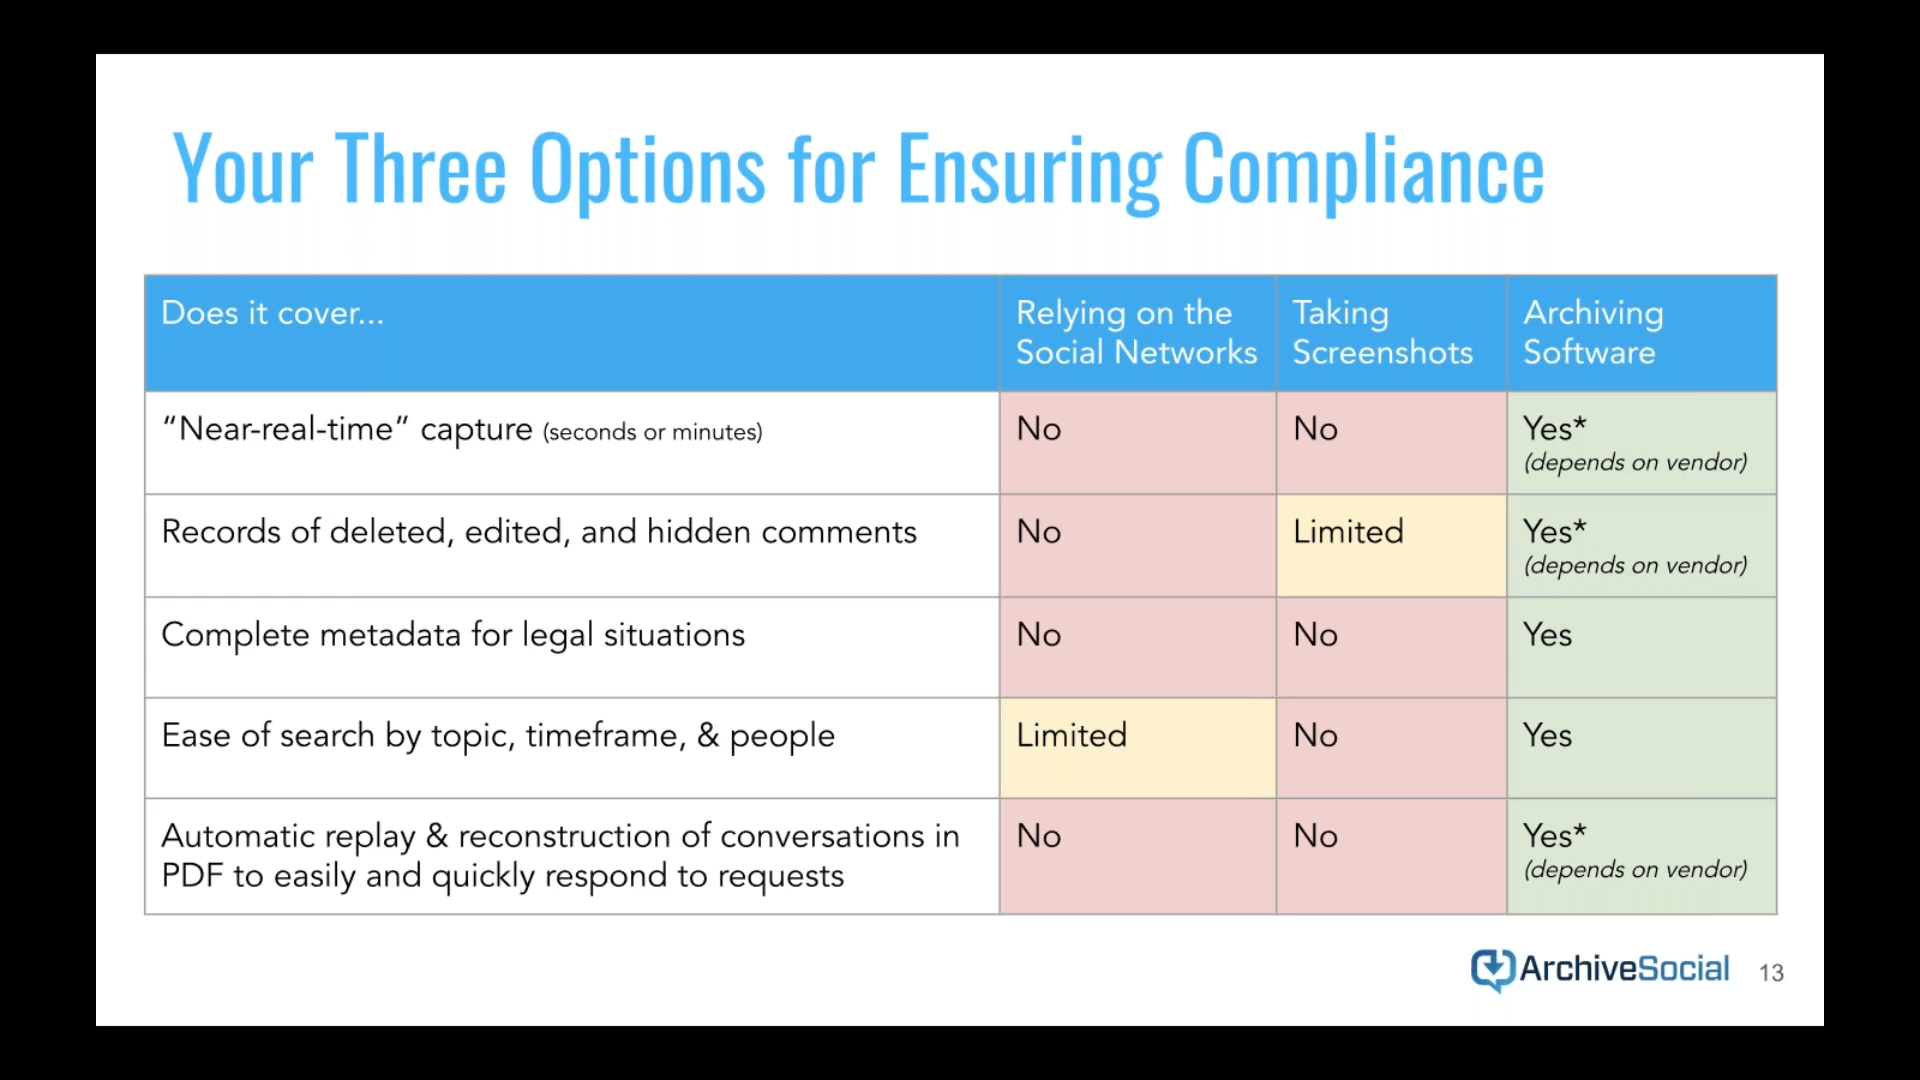 Your Three Options for Ensuring Compliance
Does it cover...
Relying on the
Social Networks
Taking
Screenshots
Archiving
Software
“Near-real-time” capture (seconds or minutes)
No
No
Yes*
(depends on vendor)
Records of deleted, edited, and hidden comments
No
Limited
Yes*
(depends on vendor)
Complete metadata for legal situations
No
No
Yes
Ease of search by topic, timeframe, & people
Limited
No
Yes
Automatic replay & reconstruction of conversations in
PDF to easily and quickly respond to requests
No
No
Yes*
(depends on vendor)
ArchiveSocial
13